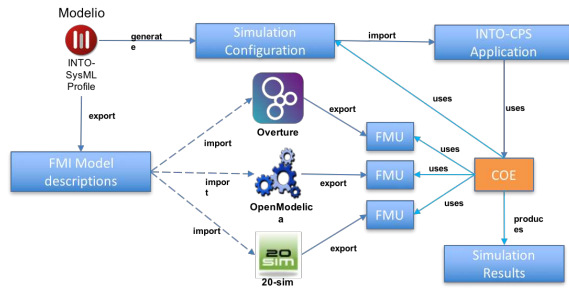 Modelio
INTO-
SysML
Profile
generat
e
Simulation
Configuration
import
INTO-CPS
Application
export
uses
uses
Overture
import
export
FMU
uses
FMI Model
descriptions
impor
t
OpenModelic
a
export
FMU
uses
COE
import
uses
FMU
export
produc
es
20
SIM
20-sim
Simulation
Results